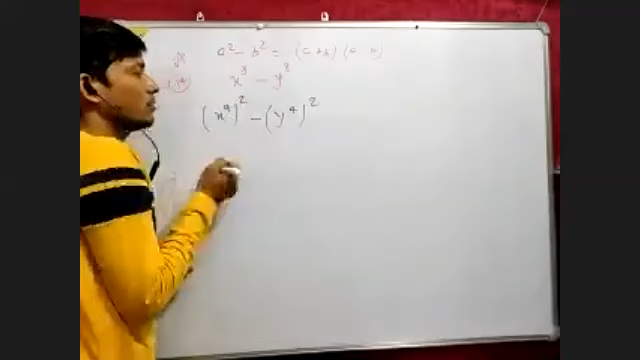 a² - b² = (a+b) (a-b)
x⁸ - y⁸
(x⁴)² - (y⁴)²